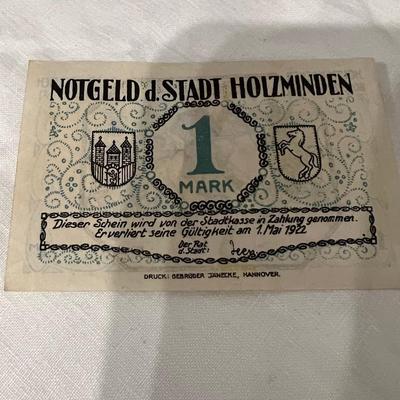 NOTGELD d. STADT HOLZMINDEN
1
MARK
Dieser Schein wird von der Stadtkasse in Zahlung genommen.
Er verliert seine Gültigkeit am 1. Mai 1922
Der Rat
d. Stadt:
DRUCK: GEBRÜDER JÄNECKE, HANNOVER.